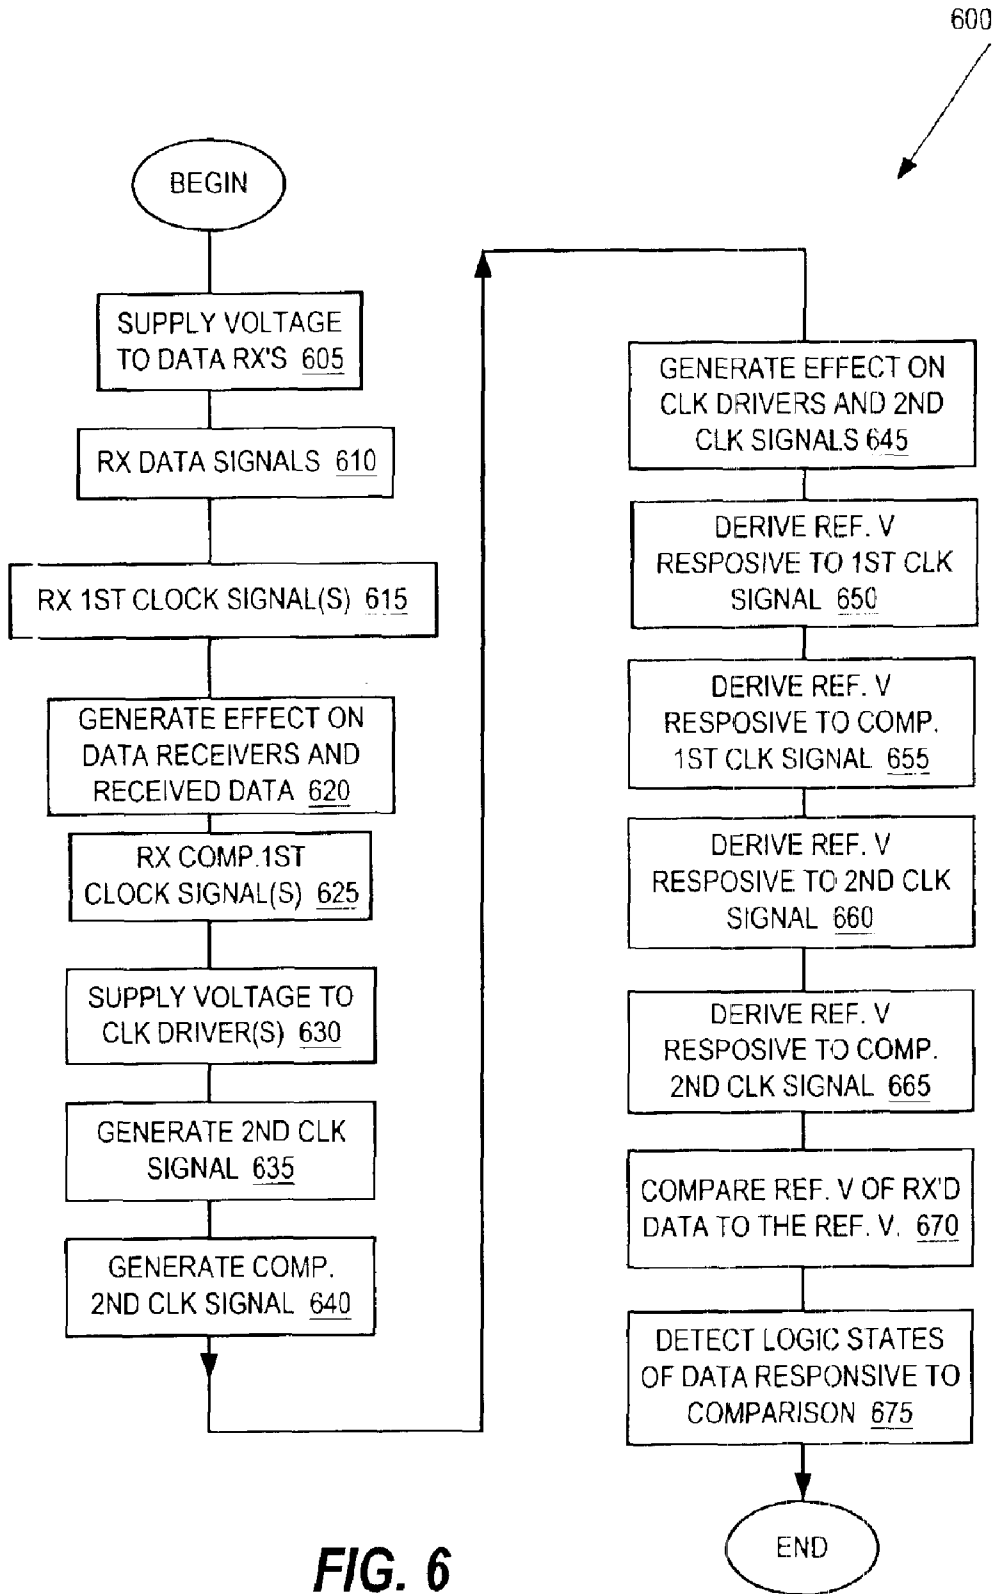 600
BEGIN
SUPPLY VOLTAGE
TO DATA RX'S 605
RX DATA SIGNALS 610
RX 1ST CLOCK SIGNAL(S) 615
GENERATE EFFECT ON
DATA RECEIVERS AND
RECEIVED DATA 620
RX COMP.1ST
CLOCK SIGNAL(S) 625
SUPPLY VOLTAGE TO
CLK DRIVER(S) 630
GENERATE 2ND CLK
SIGNAL 635
GENERATE COMP.
2ND CLK SIGNAL 640
GENERATE EFFECT ON
CLK DRIVERS AND 2ND
CLK SIGNALS 645
DERIVE REF. V
RESPOSIVE TO 1ST CLK
SIGNAL 650
DERIVE REF. V
RESPOSIVE TO COMP.
1ST CLK SIGNAL 655
DERIVE REF. V
RESPOSIVE TO 2ND CLK
SIGNAL 660
DERIVE REF. V
RESPOSIVE TO COMP.
2ND CLK SIGNAL 665
COMPARE REF. V OF RX'D
DATA TO THE REF. V. 670
DETECT LOGIC STATES
OF DATA RESPONSIVE TO
COMPARISON 675
END
FIG. 6